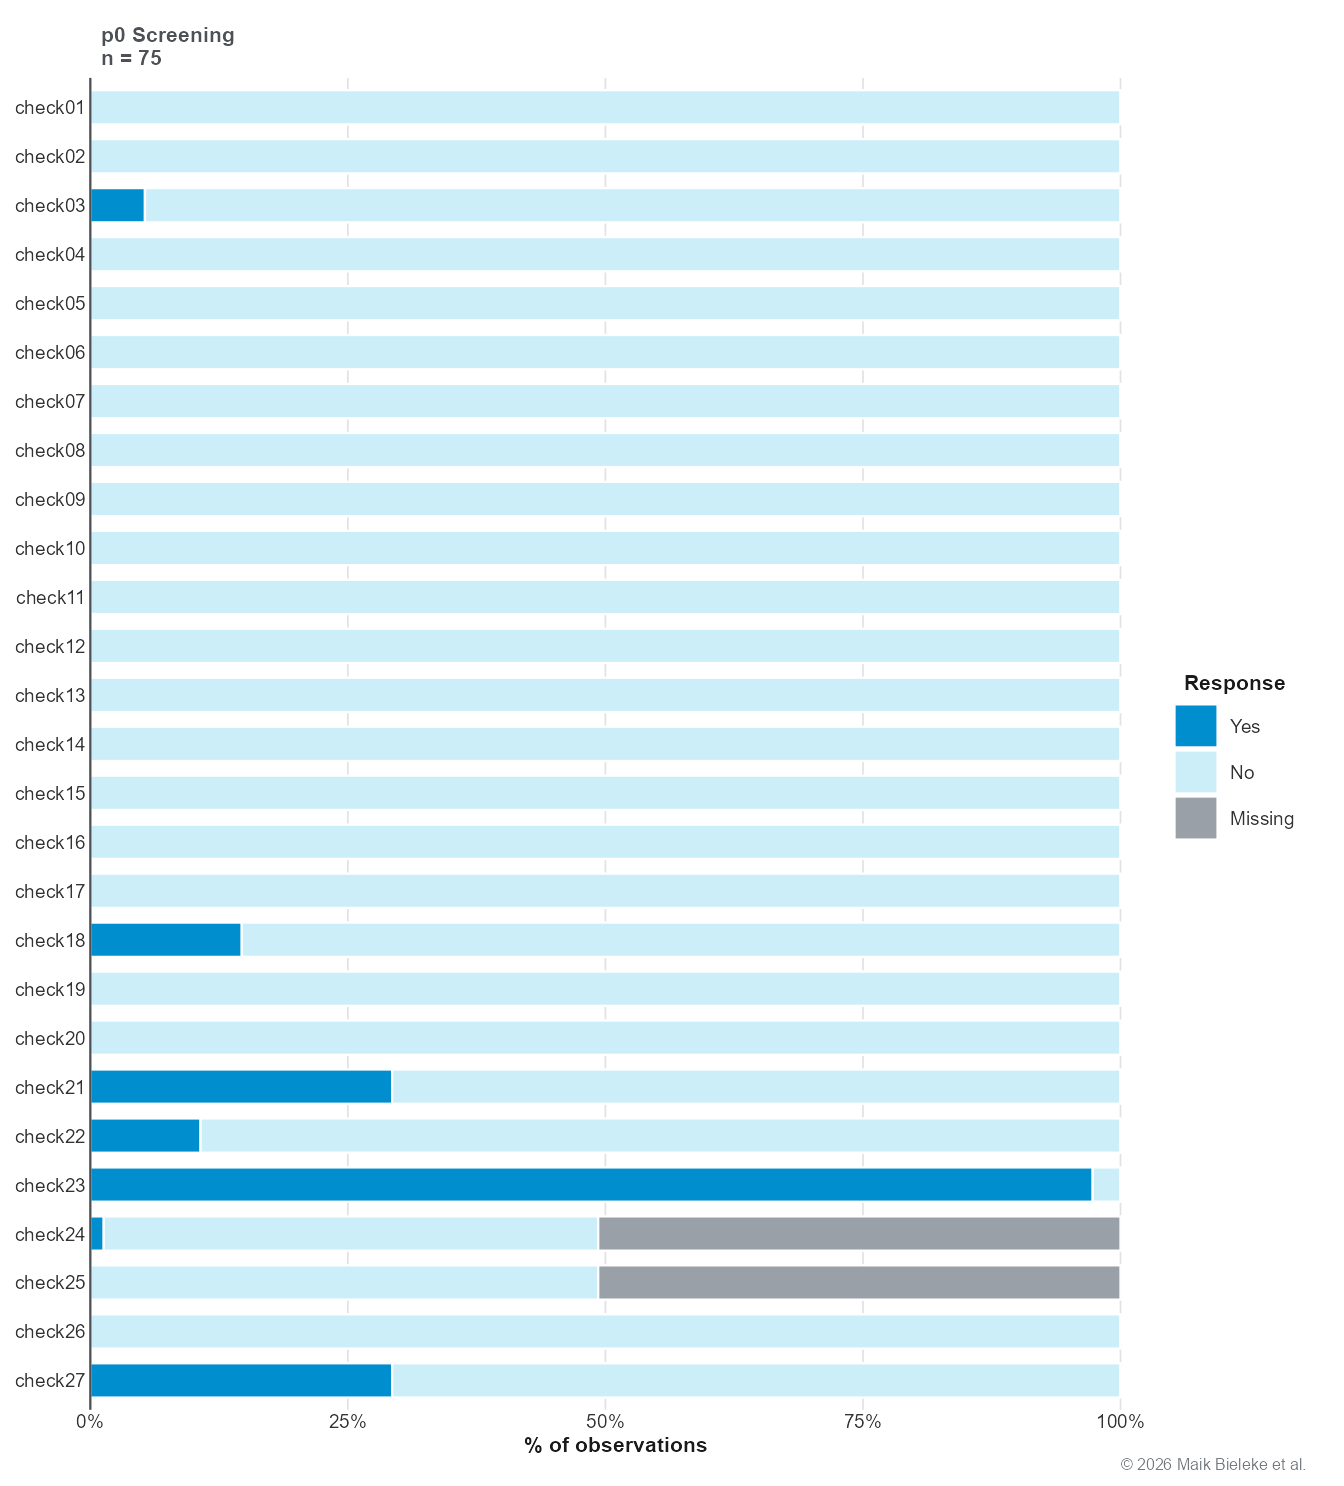 p0 Screening
n = 75
check01
check02
check03
check04
check05
check06
check07
check08
check09
check10
check11
check12
check13
check14
check15
check16
check17
check18
check19
check20
check21
check22
check23
check24
check25
check26
check27
0% 25% 50% 75% 100%
% of observations
Response
Yes
No
Missing
© 2026 Maik Bieleke et al.